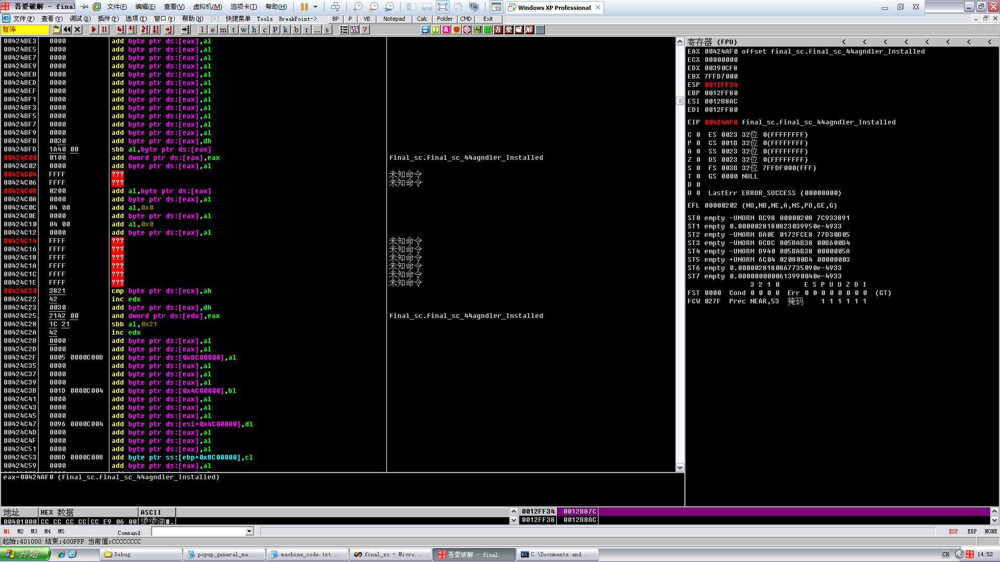 吾愛破解 - final
文件(F) 编辑(E) 查看(V) 虚拟机(M) 选项卡(T) 帮助(H)
Windows XP Professional
文件(F) 查看(V) 调试(D) 插件(P) 选项(T) 窗口(W) 帮助(H) [+] 快捷菜单 Tools BreakPoint-> BP P VB Notepad Calc Folder CMD Exit
暂停 l e m t w h c p k b r ... s ? 吾 爱 破 解
00424BE3 0000 add byte ptr ds:[eax],al
00424BE5 0000 add byte ptr ds:[eax],al
00424BE7 0000 add byte ptr ds:[eax],al
00424BE9 0000 add byte ptr ds:[eax],al
00424BEB 0000 add byte ptr ds:[eax],al
00424BED 0000 add byte ptr ds:[eax],al
00424BEF 0000 add byte ptr ds:[eax],al
00424BF1 0000 add byte ptr ds:[eax],al
00424BF3 0000 add byte ptr ds:[eax],al
00424BF5 0000 add byte ptr ds:[eax],al
00424BF7 0000 add byte ptr ds:[eax],al
00424BF9 0000 add byte ptr ds:[eax],al
00424BFB 0030 add byte ptr ds:[eax],dh
00424BFD 1A40 00 sbb al,byte ptr ds:[eax]
00424C00 0100 add dword ptr ds:[eax],eax final_sc.final_sc_44agndler_Installed
00424C02 0000 add byte ptr ds:[eax],al
00424C04 FFFF ??? 未知命令
00424C06 FFFF ??? 未知命令
00424C08 0200 add al,byte ptr ds:[eax]
00424C0A 0000 add byte ptr ds:[eax],al
00424C0C 04 00 add al,0x0
00424C0E 0000 add byte ptr ds:[eax],al
00424C10 04 00 add al,0x0
00424C12 0000 add byte ptr ds:[eax],al
00424C14 FFFF ??? 未知命令
00424C16 FFFF ??? 未知命令
00424C18 FFFF ??? 未知命令
00424C1A FFFF ??? 未知命令
00424C1C FFFF ??? 未知命令
00424C1E FFFF ??? 未知命令
00424C20 3821 cmp byte ptr ds:[ecx],ah
00424C22 42 inc edx
00424C23 0030 add byte ptr ds:[eax],dh
00424C25 2142 00 and dword ptr ds:[edx],eax final_sc.final_sc_44agndler_Installed
00424C28 1C 21 sbb al,0x21
00424C2A 42 inc edx
00424C2B 0000 add byte ptr ds:[eax],al
00424C2D 0000 add byte ptr ds:[eax],al
00424C2F 0005 0000C00B add byte ptr ds:[0xBC00000],al
00424C35 0000 add byte ptr ds:[eax],al
00424C37 0000 add byte ptr ds:[eax],al
00424C39 0000 add byte ptr ds:[eax],al
00424C3B 001D 0000C004 add byte ptr ds:[0x4C00000],bl
00424C41 0000 add byte ptr ds:[eax],al
00424C43 0000 add byte ptr ds:[eax],al
00424C45 0000 add byte ptr ds:[eax],al
00424C47 0096 0000C004 add byte ptr ds:[esi+0x4C00000],dl
00424C4D 0000 add byte ptr ds:[eax],al
00424C4F 0000 add byte ptr ds:[eax],al
00424C51 0000 add byte ptr ds:[eax],al
00424C53 008D 0000C008 add byte ptr ss:[ebp+0x8C00000],cl
00424C59 0000 add byte ptr ds:[eax],al
eax=00424AF0 (final_sc.final_sc_44agndler_Installed)
寄存器 (FPU) < < < < < < < <
EAX 00424AF0 offset final_sc.final_sc_44agndler_Installed
ECX 00000000
EDX 00390CF8
EBX 7FFD7000
ESP 0012FF34
EBP 0012FF80
ESI 0012B8AC
EDI 0012FF80
EIP 00424AF0 final_sc.final_sc_44agndler_Installed
C 0 ES 0023 32位 0(FFFFFFFF)
P 0 CS 001B 32位 0(FFFFFFFF)
A 0 SS 0023 32位 0(FFFFFFFF)
Z 0 DS 0023 32位 0(FFFFFFFF)
S 0 FS 003B 32位 7FFDF000(FFF)
T 0 GS 0000 NULL
D 0
O 0 LastErr ERROR_SUCCESS (00000000)
EFL 00000202 (NO,NB,NE,A,NS,PO,GE,G)
ST0 empty -UNORM BC98 00000208 7C933891
ST1 empty 0.0000028180823039950e-4933
ST2 empty -UNORM BA0E 0172FCE8 77D30B05
ST3 empty -UNORM BCBC 005BAB38 00B600B4
ST4 empty -UNORM B940 005BAB38 0000005A
ST5 empty +UNORM 6C04 020800B4 00000003
ST6 empty 0.0000028180867735090e-4933
ST7 empty 0.0000000000613990040e-4933
3 2 1 0 E S P U O Z D I
FST 0000 Cond 0 0 0 0 Err 0 0 0 0 0 0 0 0 (GT)
FCW 027F Prec NEAR,53 掩码 1 1 1 1 1 1
地址 HEX 数据 ASCII
00401000 CC CC CC CC CC E9 06 00
0012FF34 0012B87C
0012FF38 0012B8AC
M1 M2 M3 M4 M5 Command: ESP EBP NONE
起始:401000 结束:400FFF 当前值:CCCCCCCC
开始 Debug popup_general_ma... machine_code.txt... final_sc - Micro... 吾爱破解 - final... C:\Documents and... CH 14:52